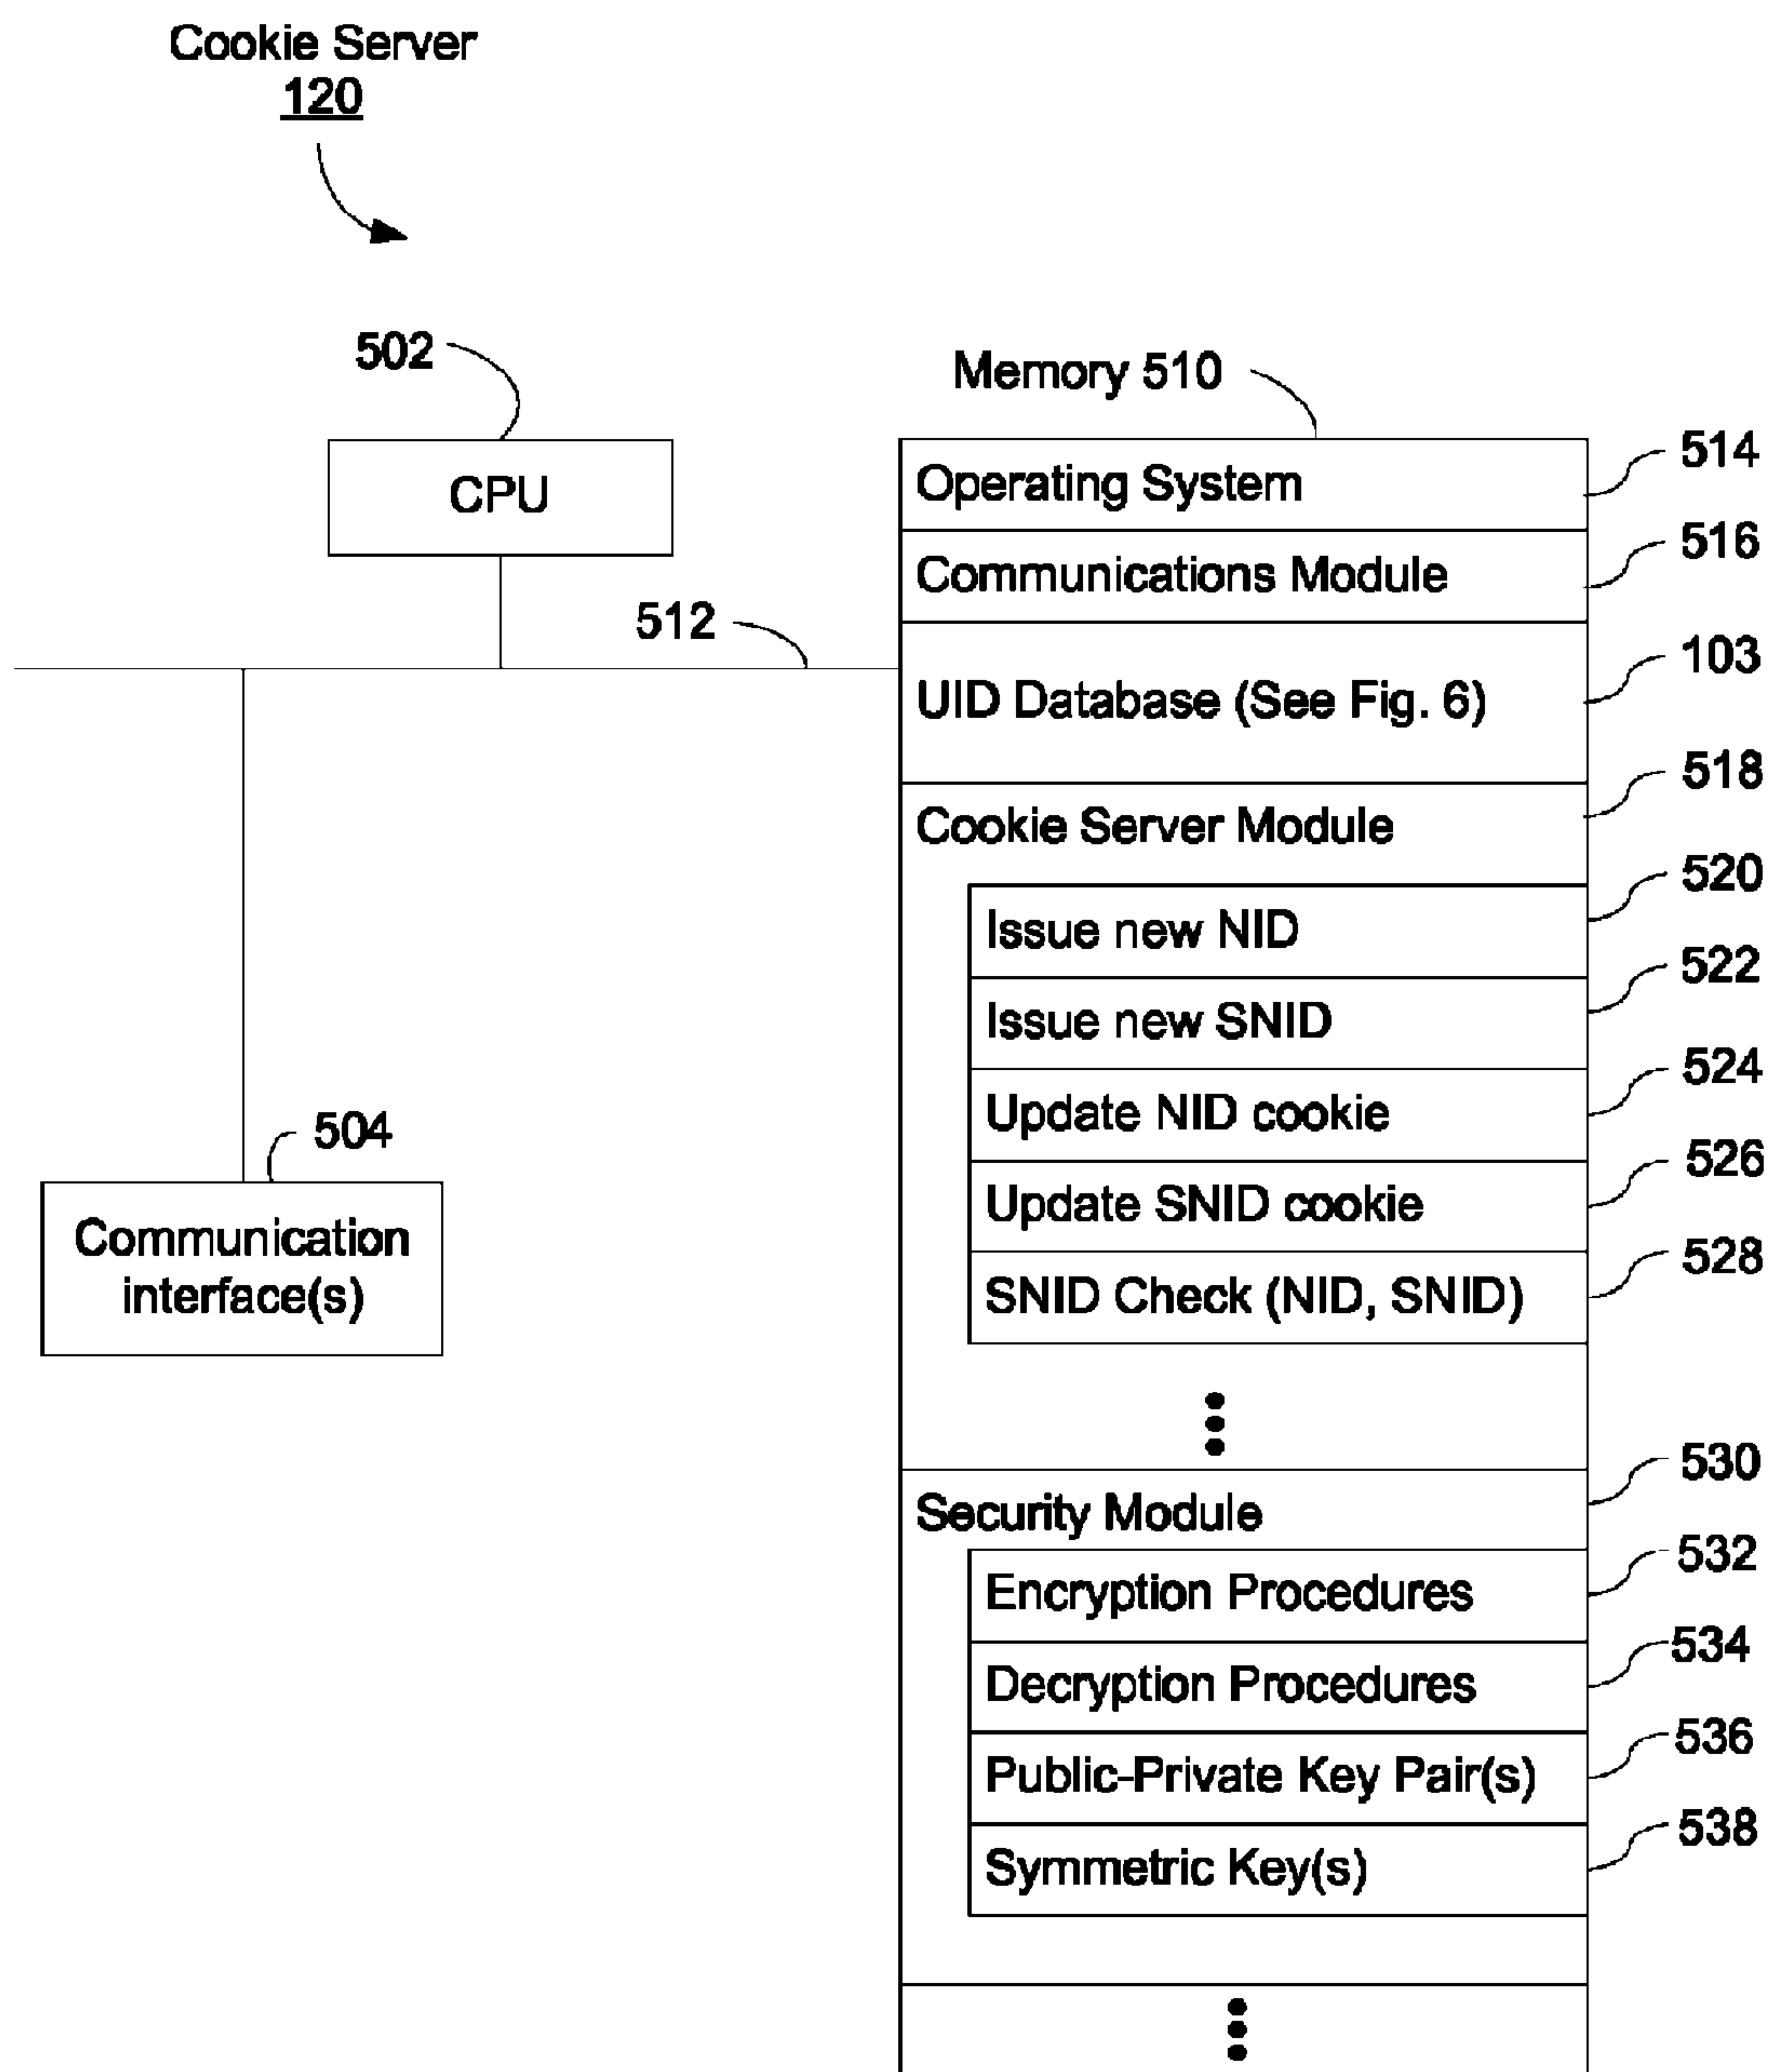 Cookie Server
120
502
CPU
512
504
Communication
interface(s)
Memory 510
Operating System
514
Communications Module
516
UID Database (See Fig. 6)
103
Cookie Server Module
518
Issue new NID
520
Issue new SNID
522
Update NID cookie
524
Update SNID cookie
526
SNID Check (NID, SNID)
528
Security Module
530
Encryption Procedures
532
Decryption Procedures
534
Public-Private Key Pair(s)
536
Symmetric Key(s)
538